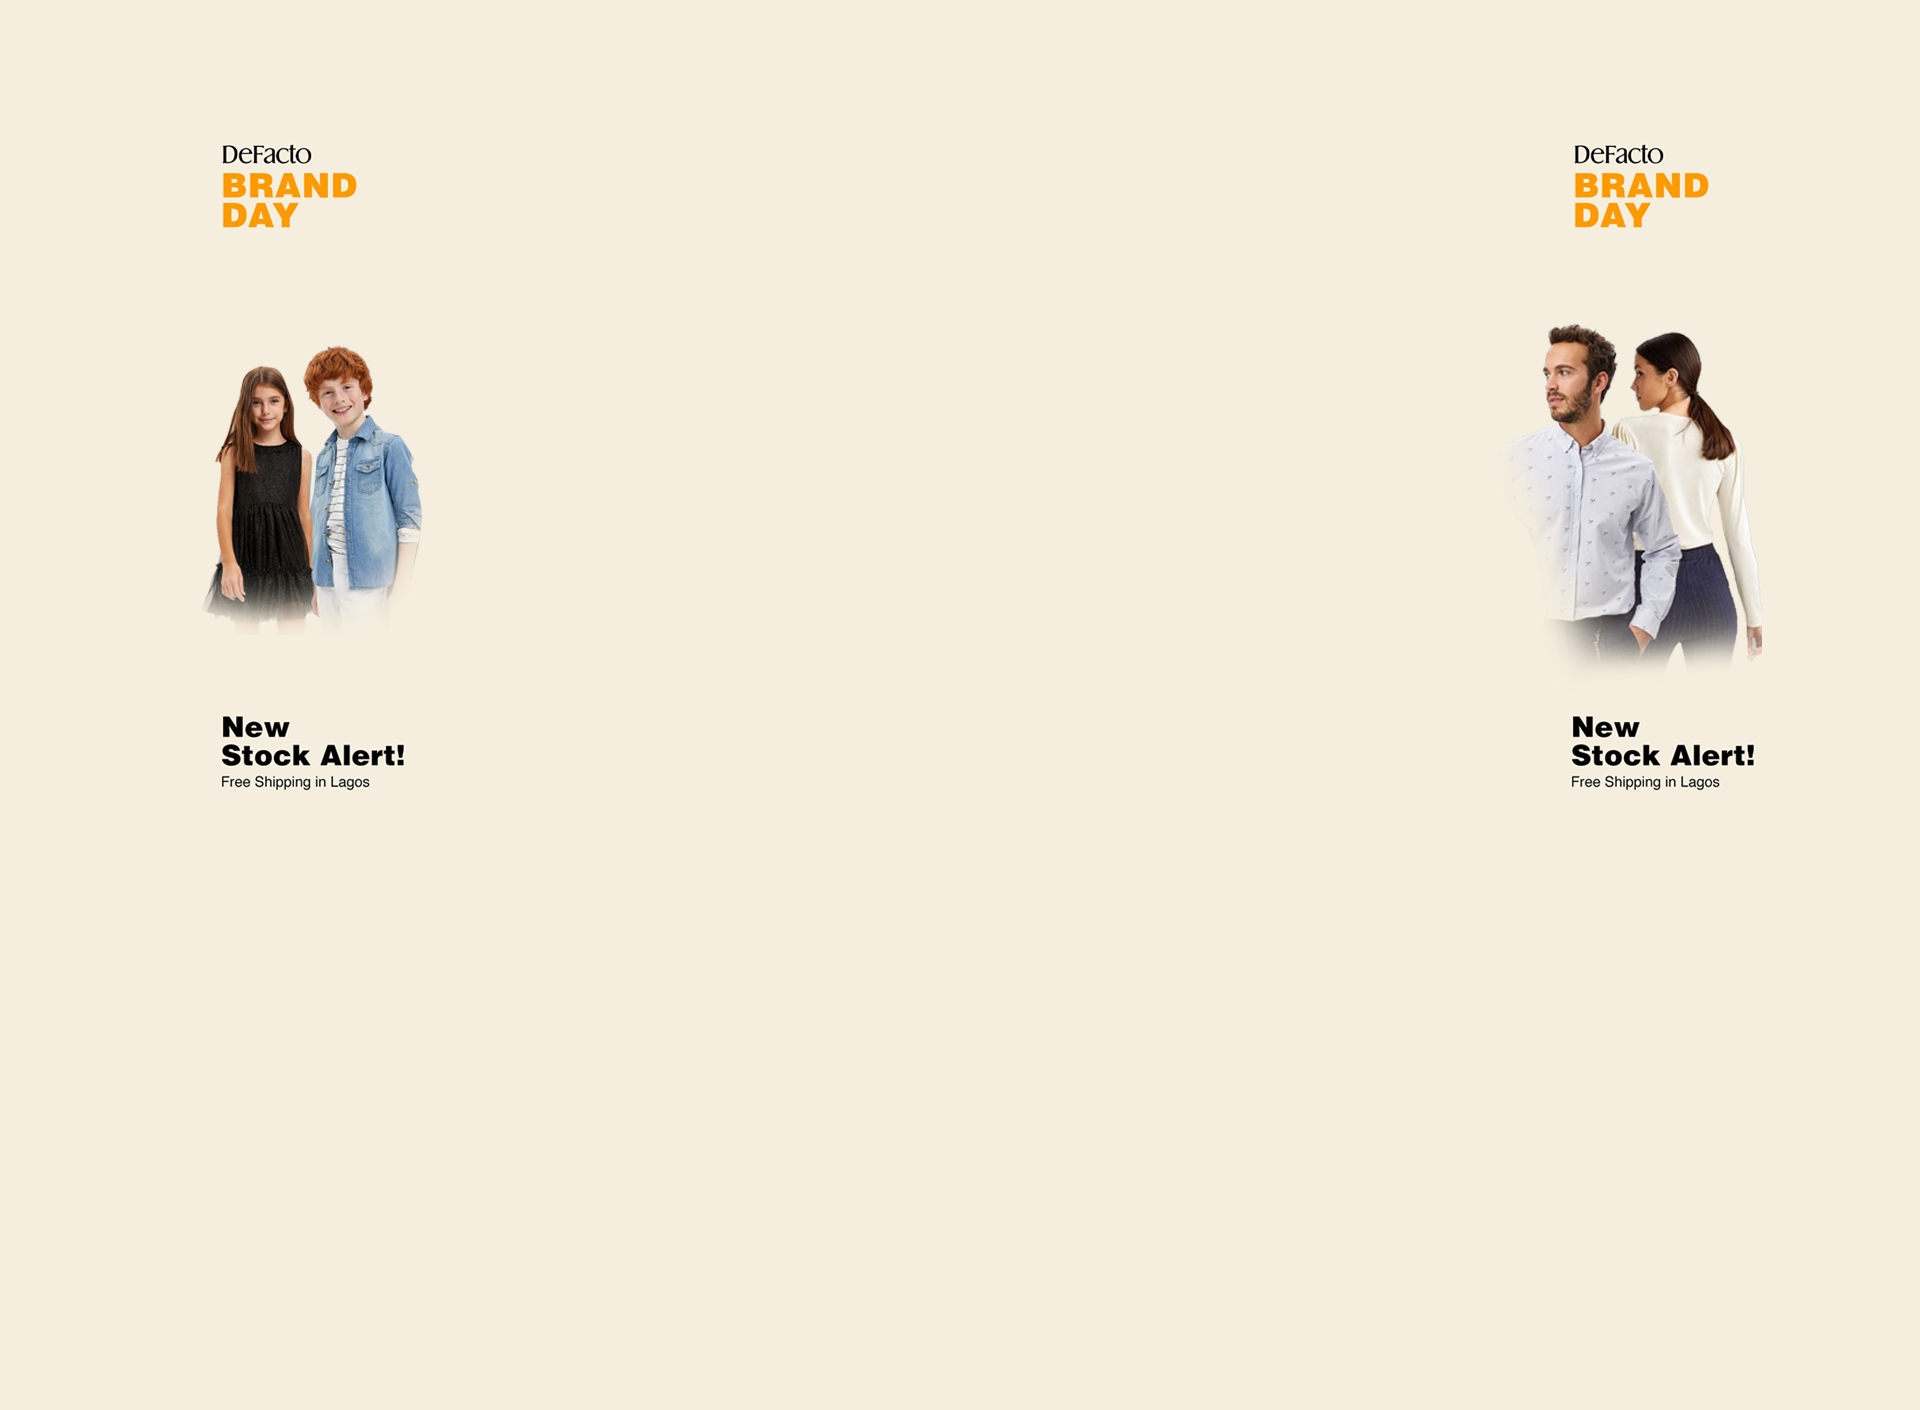 DeFacto
BRAND
DAY
New
Stock Alert!
Free Shipping in Lagos
DeFacto
BRAND
DAY
New
Stock Alert!
Free Shipping in Lagos